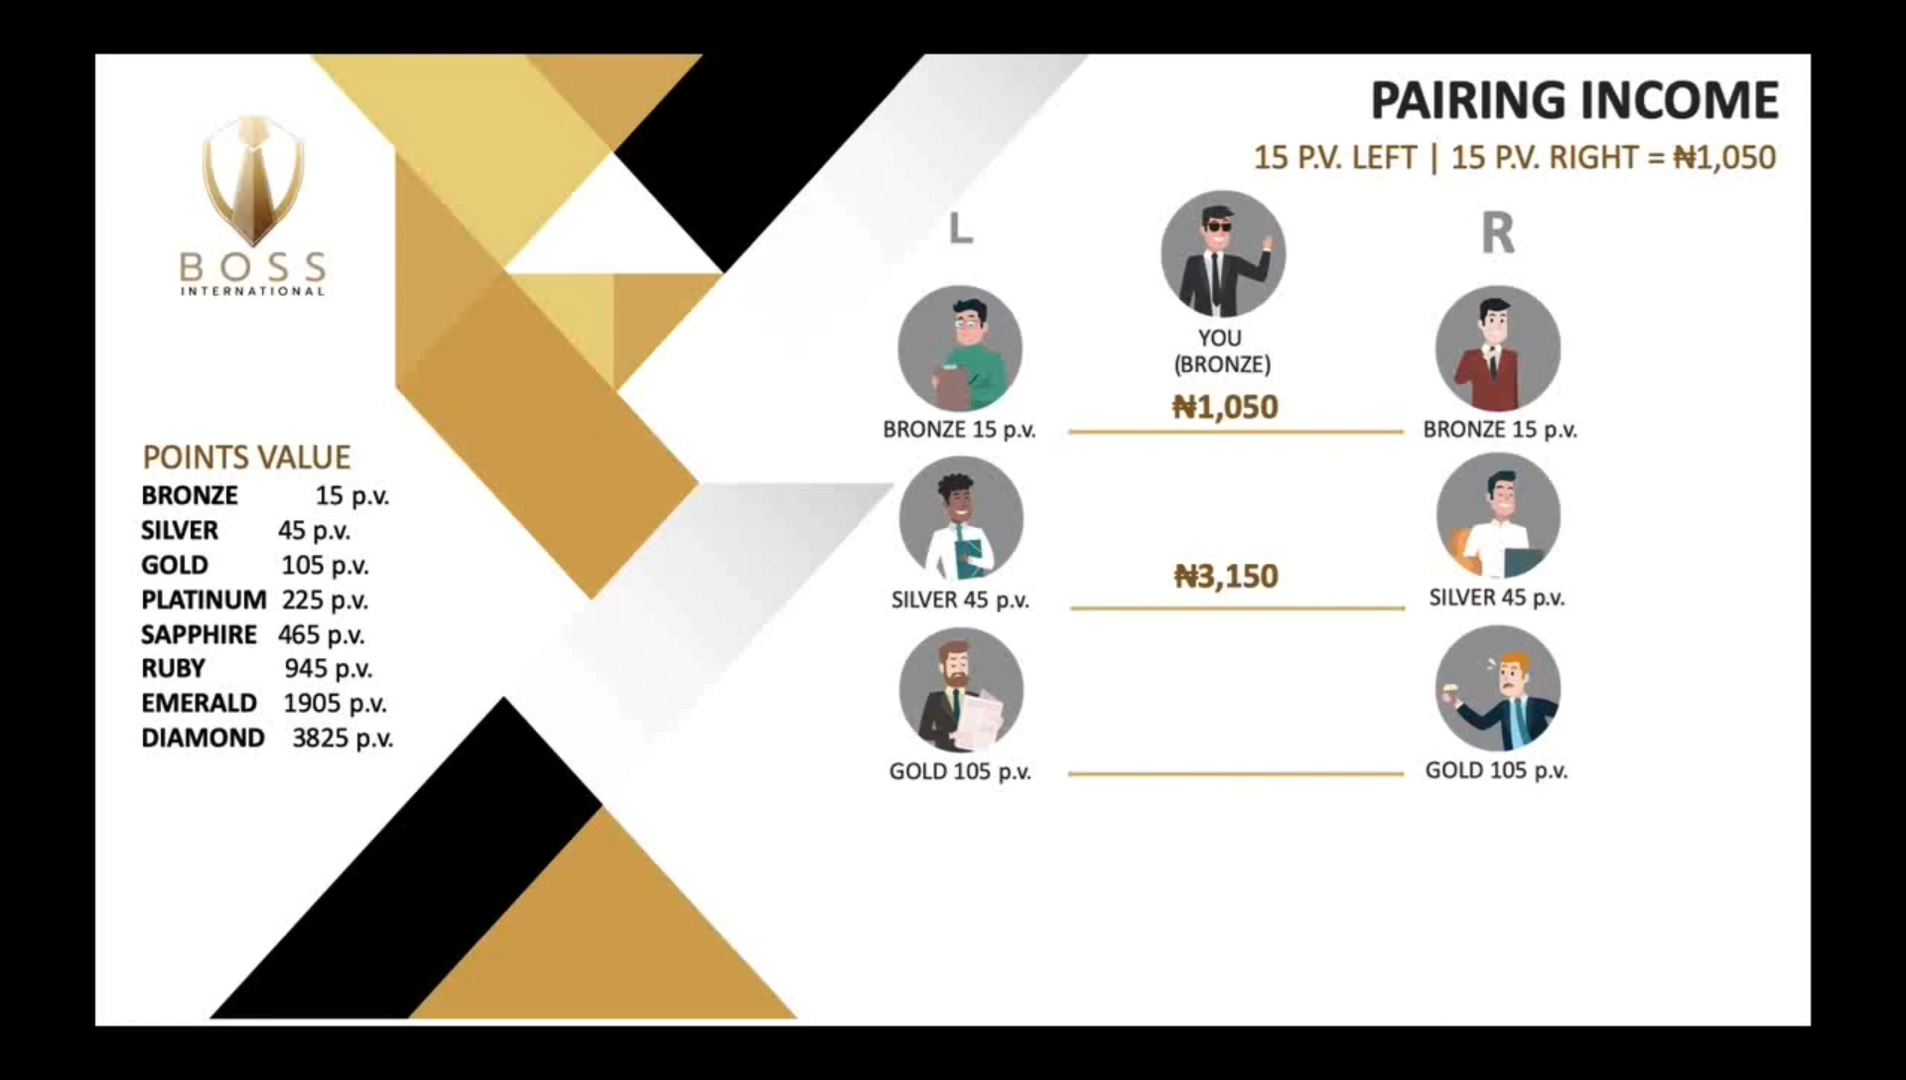 BOSS
INTERNATIONAL
POINTS VALUE
BRONZE 15 p.v.
SILVER 45 p.v.
GOLD 105 p.v.
PLATINUM 225 p.v.
SAPPHIRE 465 p.v.
RUBY 945 p.v.
EMERALD 1905 p.v.
DIAMOND 3825 p.v.
PAIRING INCOME
15 P.V. LEFT | 15 P.V. RIGHT = ₦1,050
L
R
YOU
(BRONZE)
₦1,050
BRONZE 15 p.v.
BRONZE 15 p.v.
₦3,150
SILVER 45 p.v.
SILVER 45 p.v.
GOLD 105 p.v.
GOLD 105 p.v.